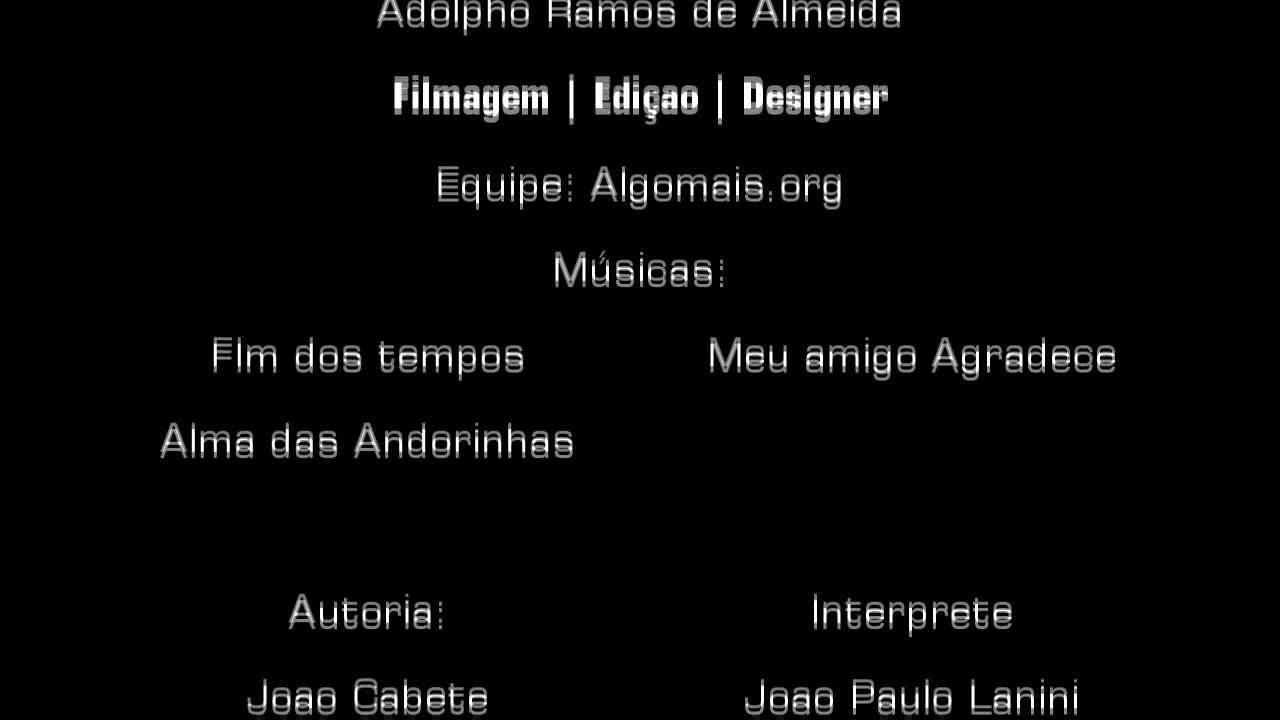 Adolpho Ramos de Almeida
Filmagem | Ediçao | Designer
Equipe: Algomais.org
Músicas:
FIm dos tempos Meu amigo Agradece
Alma das Andorinhas
Autoria: Interprete
Joao Cabete Joao Paulo Lanini